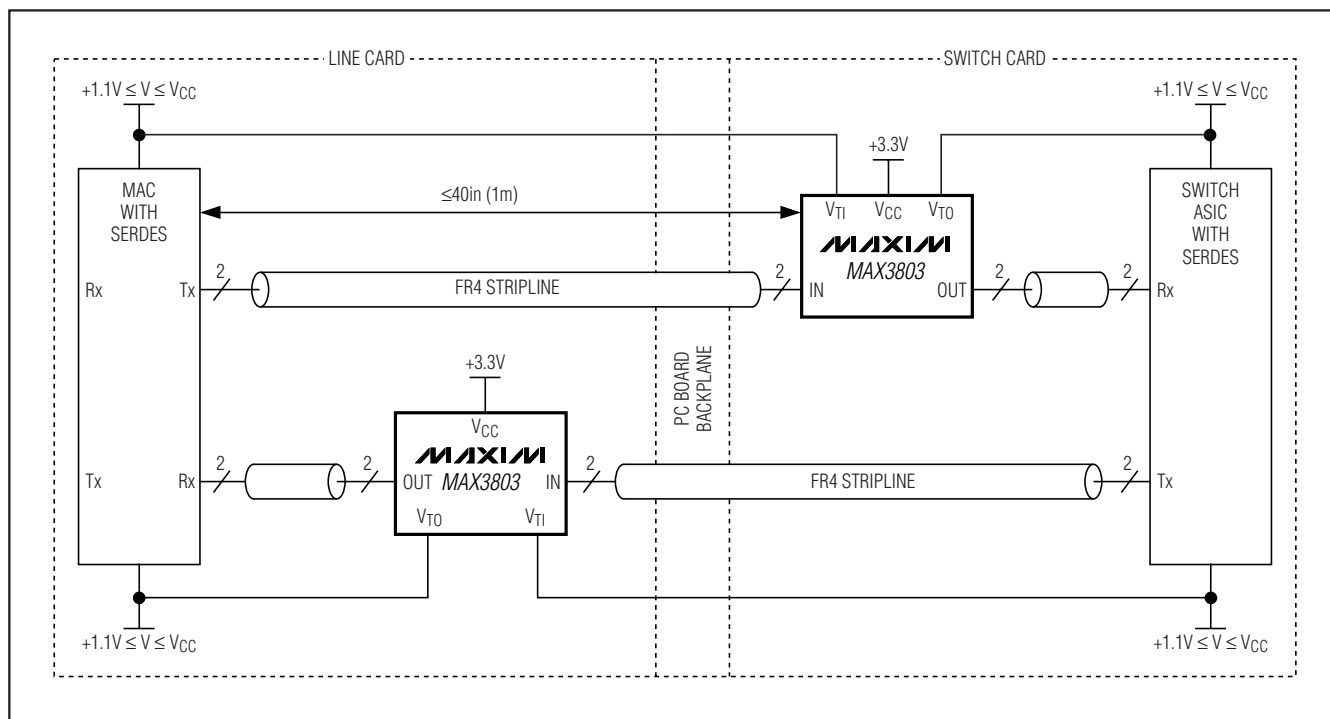 LINE CARD
SWITCH CARD
+1.1V ≤ V ≤ VCC
+1.1V ≤ V ≤ VCC
+3.3V
MAC
WITH
SERDES
≤40in (1m)
VTI
VCC
VTO
MAXIM
MAX3803
SWITCH
ASIC
WITH
SERDES
Rx
Tx
2
FR4 STRIPLINE
2
IN
OUT
2
2
Rx
+3.3V
PC BOARD
BACKPLANE
VCC
MAXIM
MAX3803
Tx
Rx
2
2
OUT
IN
2
FR4 STRIPLINE
2
Tx
VTO
VTI
+1.1V ≤ V ≤ VCC
+1.1V ≤ V ≤ VCC